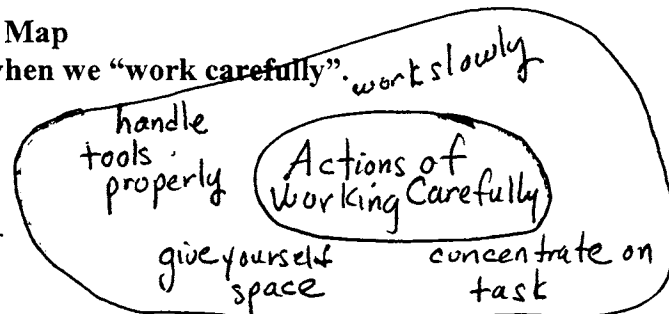 Map
when we "work carefully".
work slowly
handle
tools
properly
Actions of
Working Carefully
give yourself
space
concentrate on
task